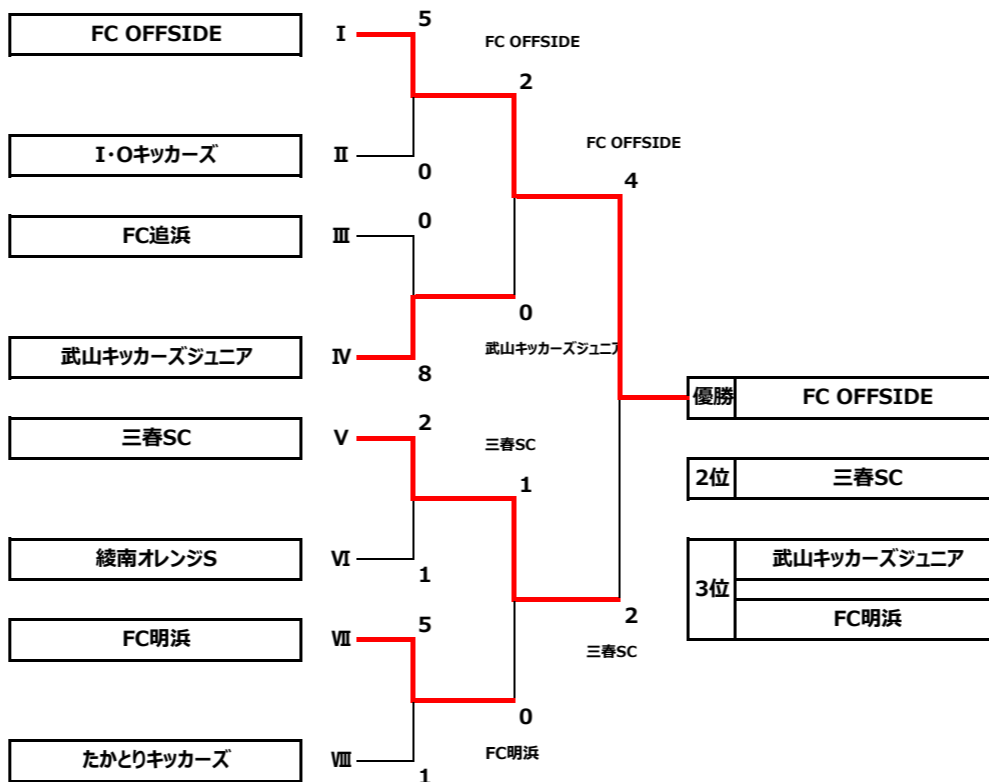 FC OFFSIDE
Ⅰ
5
FC OFFSIDE
2
I・Oキッカーズ
Ⅱ
0
FC OFFSIDE
4
FC追浜
Ⅲ
0
0
武山キッカーズジュニア
武山キッカーズジュニア
Ⅳ
8
優勝 FC OFFSIDE
三春SC
Ⅴ
2
三春SC
1
2位 三春SC
綾南オレンジS
Ⅵ
1
3位
武山キッカーズジュニア
FC明浜
FC明浜
Ⅶ
5
2
三春SC
0
FC明浜
たかとりキッカーズ
Ⅷ
1